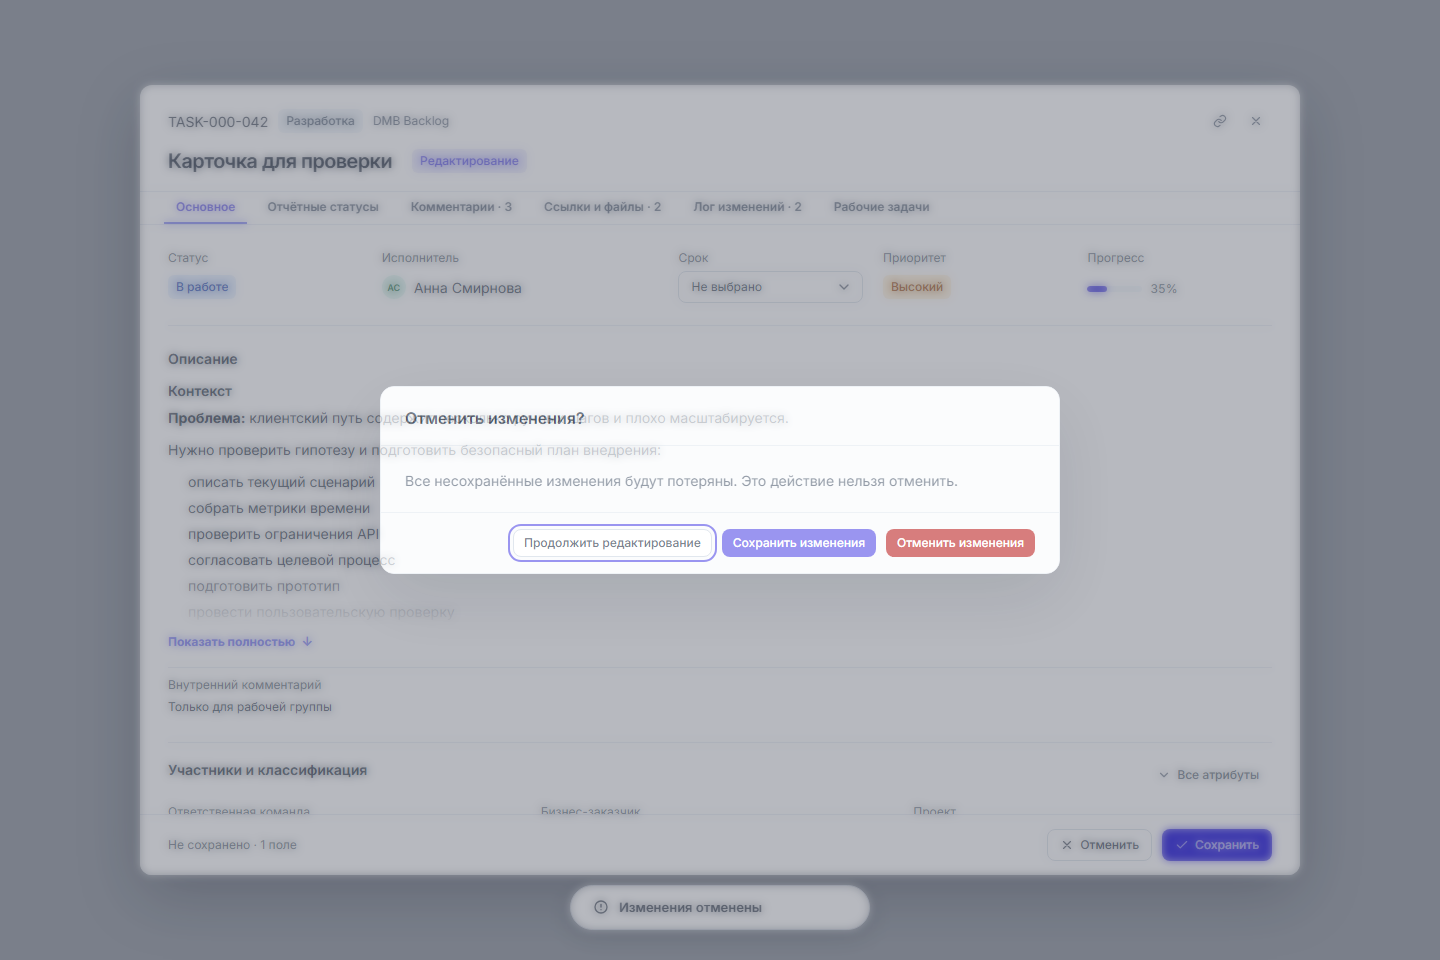 TASK-000-042 Разработка DMB Backlog
Карточка для проверки Редактирование
Основное Отчётные статусы Комментарии · 3 Ссылки и файлы · 2 Лог изменений · 2 Рабочие задачи
Статус Исполнитель Срок Приоритет Прогресс
В работе АС Анна Смирнова Не выбрано Высокий 35%
Описание
Контекст
Проблема: клиентский путь и плохо масштабируется.
Отменить изменения?
Нужно проверить гипотезу и подготовить безопасный план внедрения:
описать текущий сценарий
Все несохранённые изменения будут потеряны. Это действие нельзя отменить.
собрать метрики времени
проверить ограничения API
Продолжить редактирование Сохранить изменения Отменить изменения
согласовать целевой процесс
подготовить прототип
провести пользовательскую проверку
Показать полностью
Внутренний комментарий
Только для рабочей группы
Участники и классификация Все атрибуты
Ответственная команда Бизнес-заказчик Проект
Не сохранено · 1 поле Отменить Сохранить
Изменения отменены